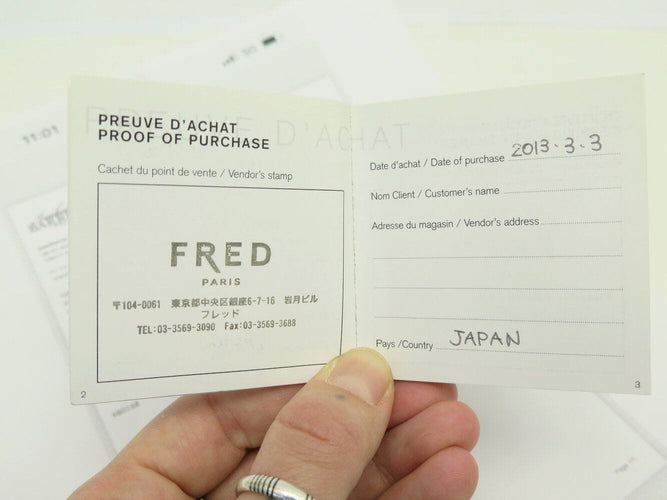 PREUVE D'ACHAT
PROOF OF PURCHASE
Cachet du point de vente / Vendor's stamp
FRED
PARIS
〒104-0061 東京都中央区銀座6-7-16 岩月ビル
フレッド
TEL:03-3569-3090 Fax:03-3569-3688
2
Date d'achat / Date of purchase 2013.3.3
Nom Client / Customer's name
Adresse du magasin / Vendor's address
Pays /Country JAPAN
3
11:01